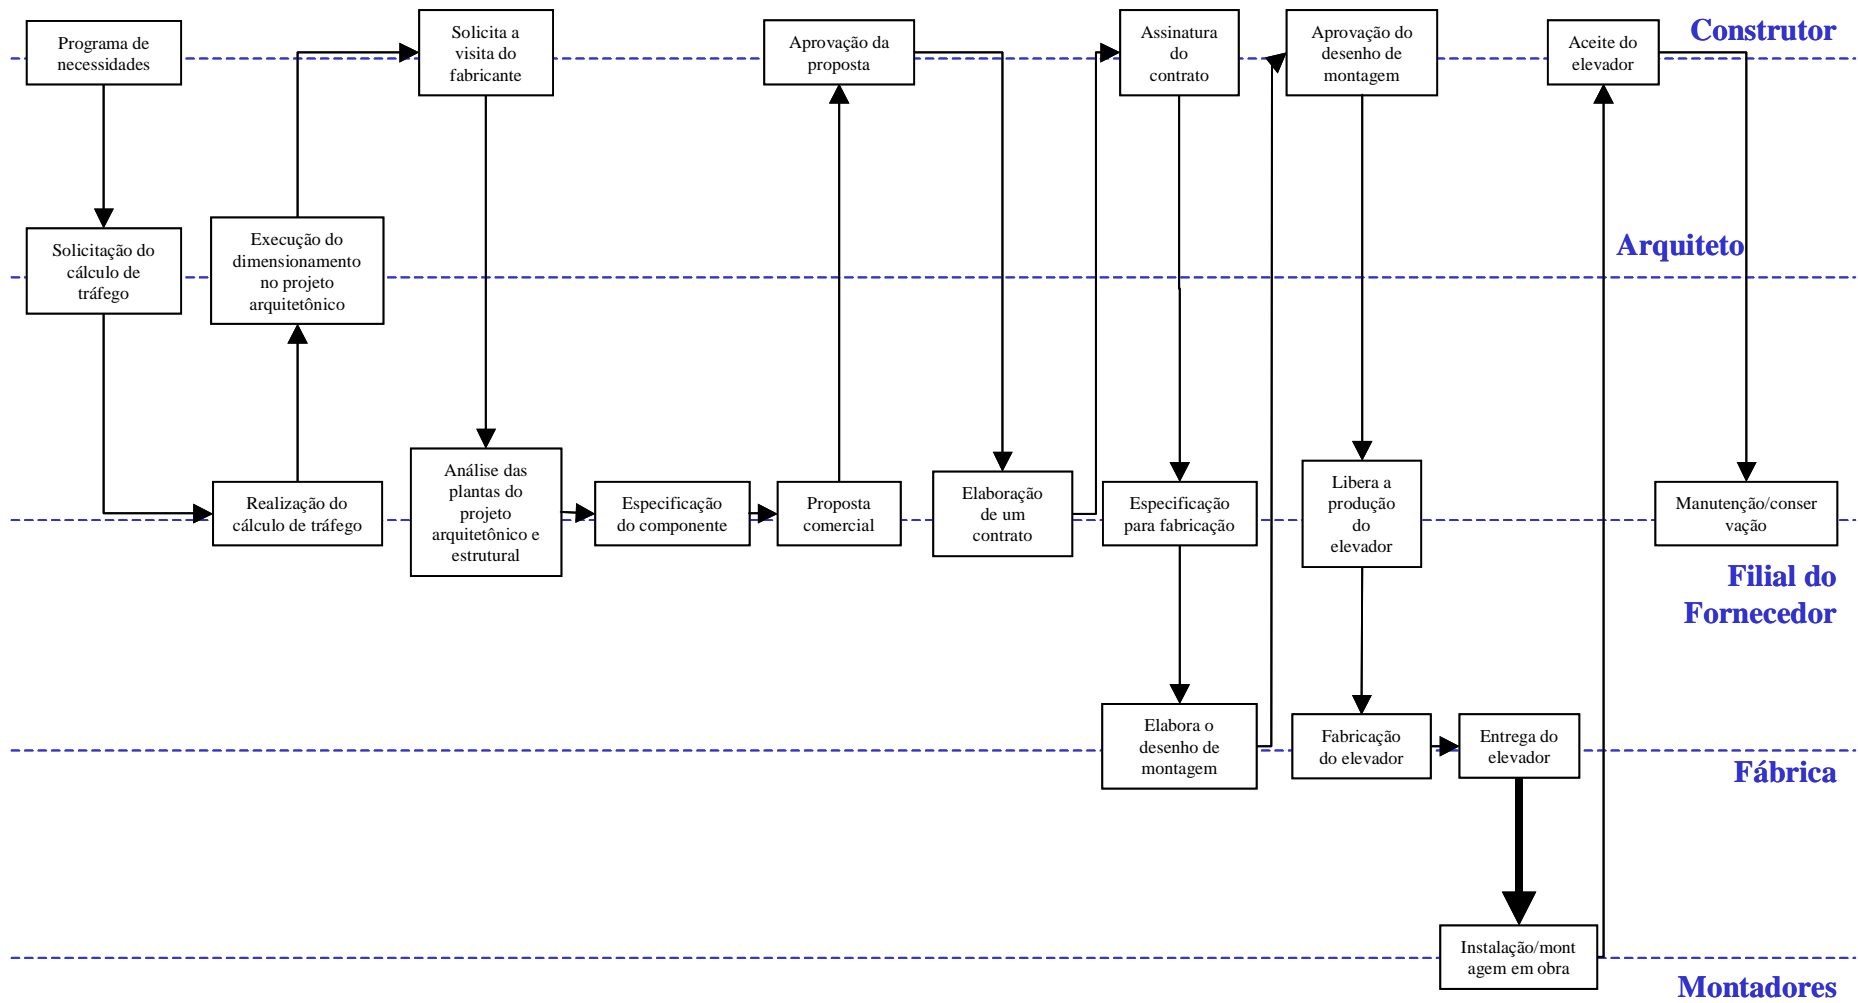 Programa de
necessidades
Solicita a
visita do
fabricante
Aprovação da
proposta
Assinatura
do
contrato
Aprovação do
desenho de
montagem
Aceite do
elevador
Construtor
Solicitação do
cálculo de
tráfego
Execução do
dimensionamento
no projeto
arquitetônico
Arquiteto
Realização do
cálculo de tráfego
Análise das
plantas do
projeto
arquitetônico e
estrutural
Especificação
do componente
Proposta
comercial
Elaboração
de um
contrato
Especificação
para fabricação
Libera a
produção
do
elevador
Manutenção/conser
vação
Filial do
Fornecedor
Elabora o
desenho de
montagem
Fabricação
do elevador
Entrega do
elevador
Fábrica
Instalação/mont
agem em obra
Montadores